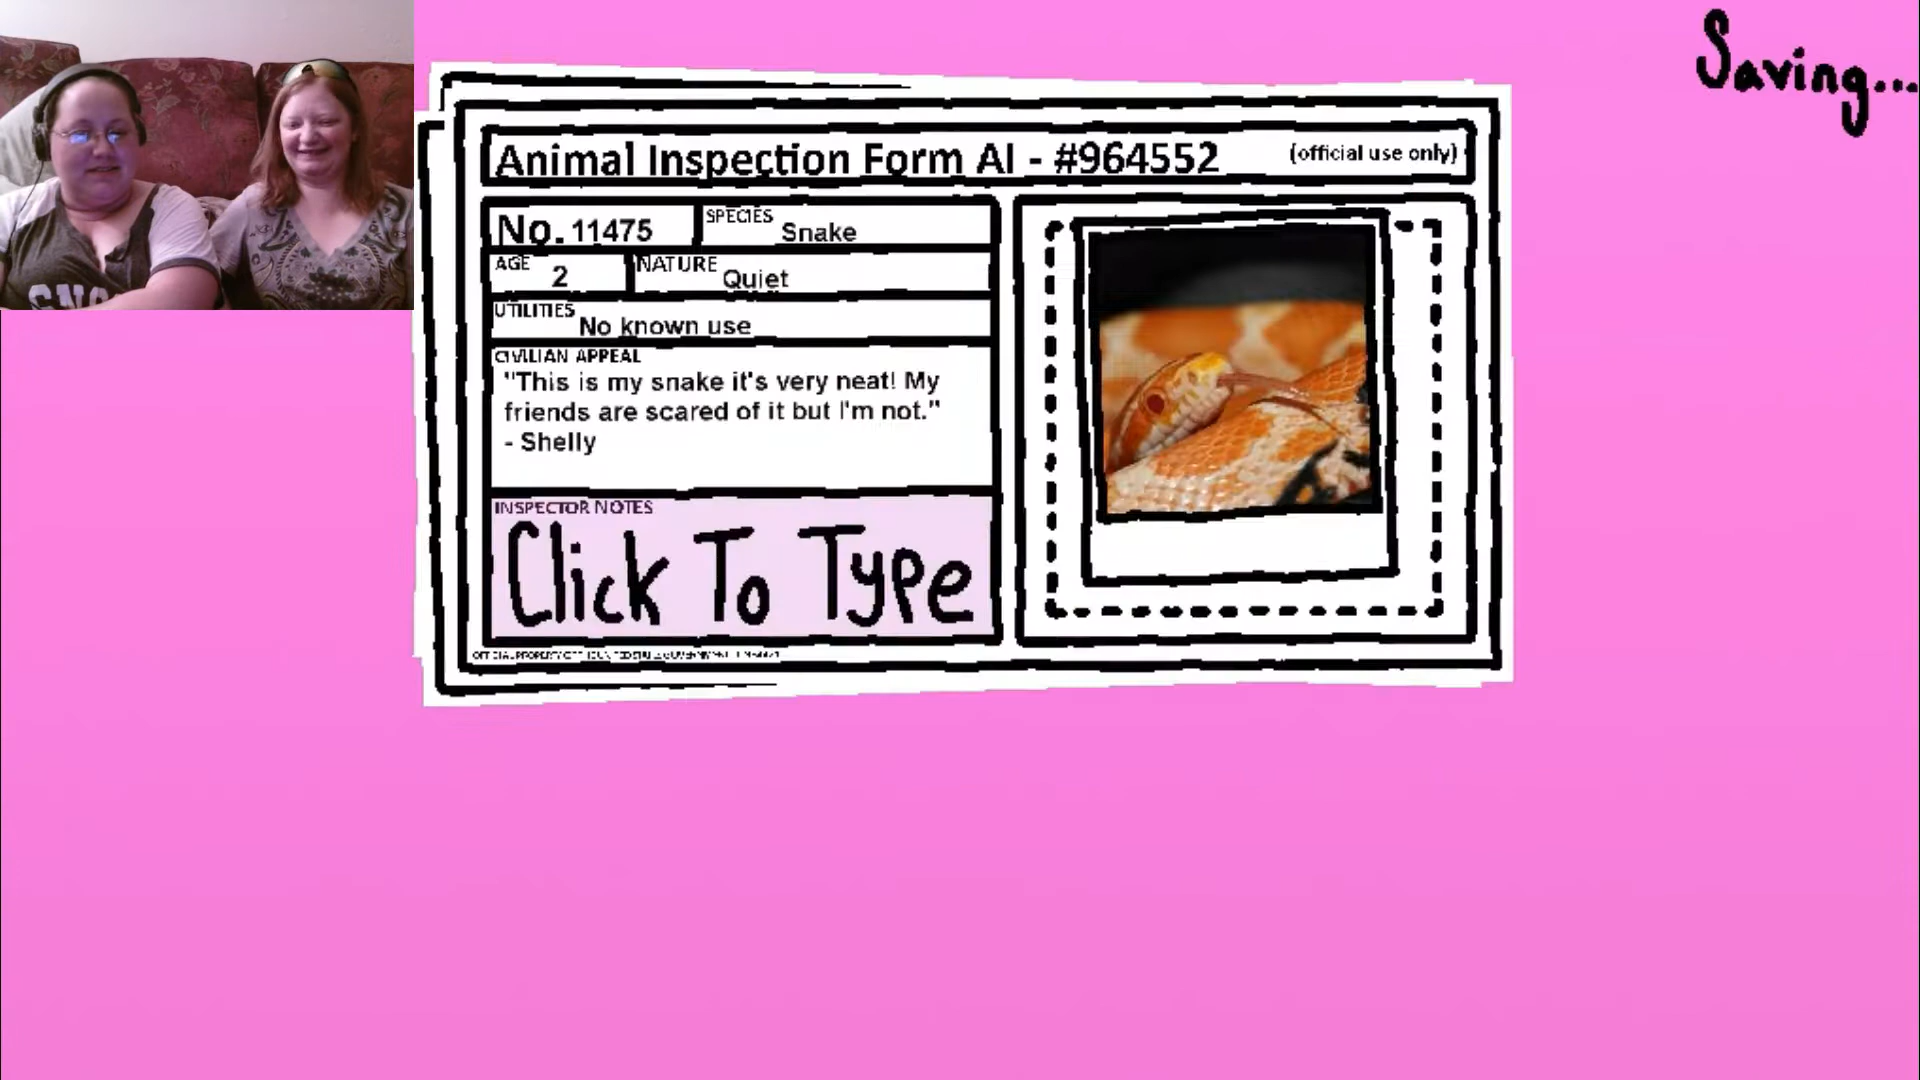 Saving...
Animal Inspection Form AI - #964552 (official use only)
No. 11475 SPECIES Snake
AGE 2 NATURE Quiet
UTILITIES No known use
CIVILIAN APPEAL
"This is my snake it's very neat! My
friends are scared of it but I'm not."
- Shelly
INSPECTOR NOTES
Click To Type